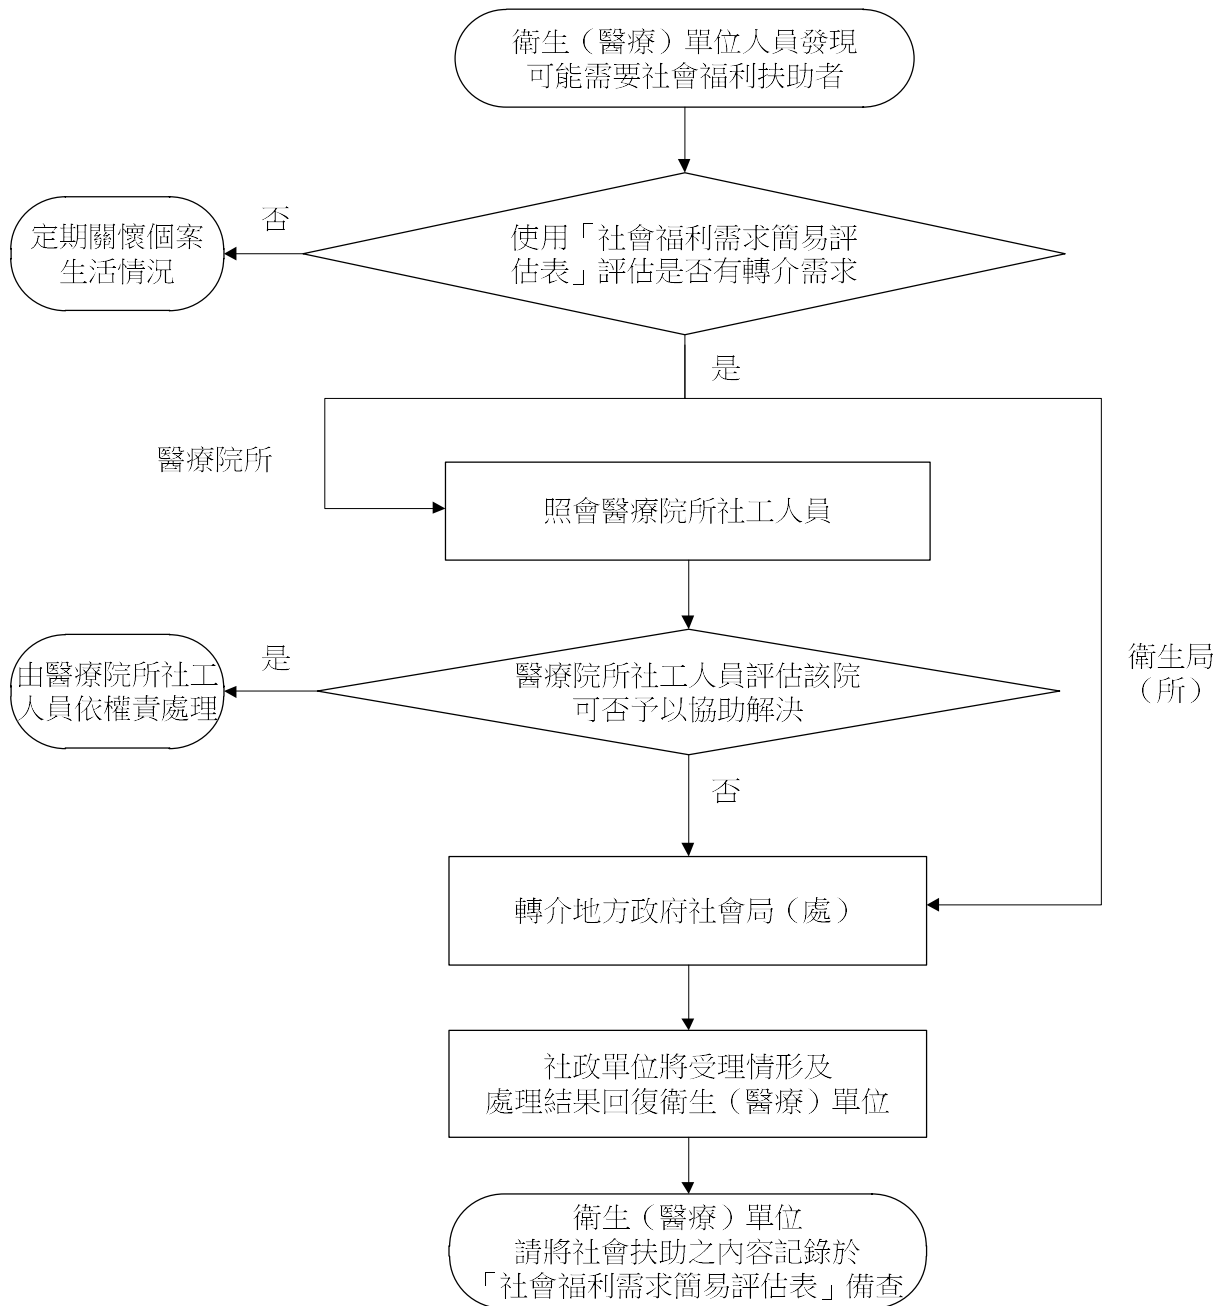 衛生（醫療）單位人員發現
可能需要社會福利扶助者
否
定期關懷個案
生活情況
使用「社會福利需求簡易評
估表」評估是否有轉介需求
是
醫療院所
照會醫療院所社工人員
是
由醫療院所社工
人員依權責處理
醫療院所社工人員評估該院
可否予以協助解決
衛生局
（所）
否
轉介地方政府社會局（處）
社政單位將受理情形及
處理結果回復衛生（醫療）單位
衛生（醫療）單位
請將社會扶助之內容記錄於
「社會福利需求簡易評估表」備查